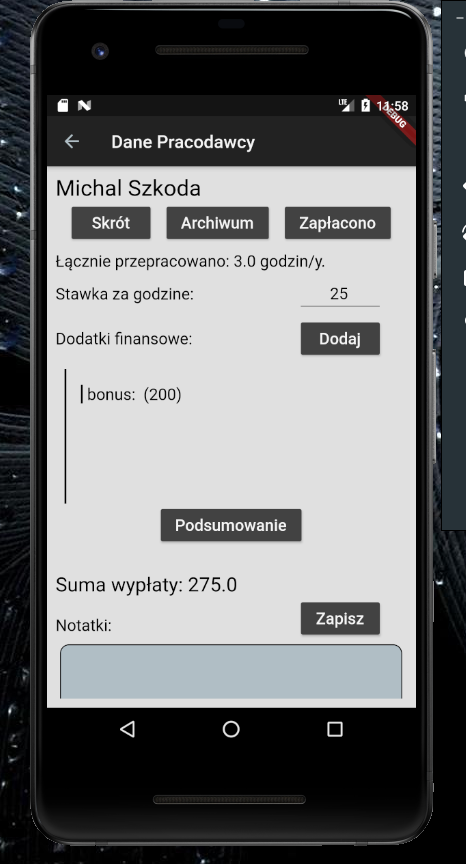 LTE 11:58
DEBUG
Dane Pracodawcy
Michal Szkoda
Skrót Archiwum Zapłacono
Łącznie przepracowano: 3.0 godzin/y.
Stawka za godzine: 25
Dodatki finansowe: Dodaj
bonus: (200)
Podsumowanie
Suma wypłaty: 275.0
Zapisz
Notatki: